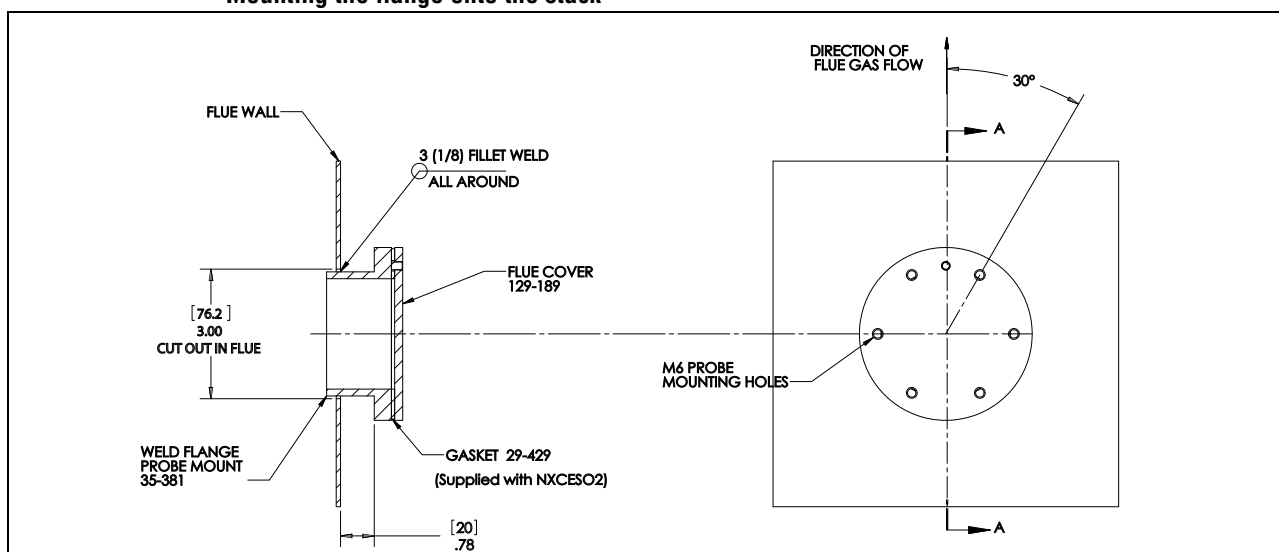 Mounting the flange onto the stack
FLUE WALL
3 (1/8) FILLET WELD
ALL AROUND
FLUE COVER
129-189
[76.2]
3.00
CUT OUT IN FLUE
WELD FLANGE
PROBE MOUNT
35-381
GASKET 29-429
(Supplied with NXCESO2)
[20]
.78
DIRECTION OF
FLUE GAS FLOW
30°
A
M6 PROBE
MOUNTING HOLES
A